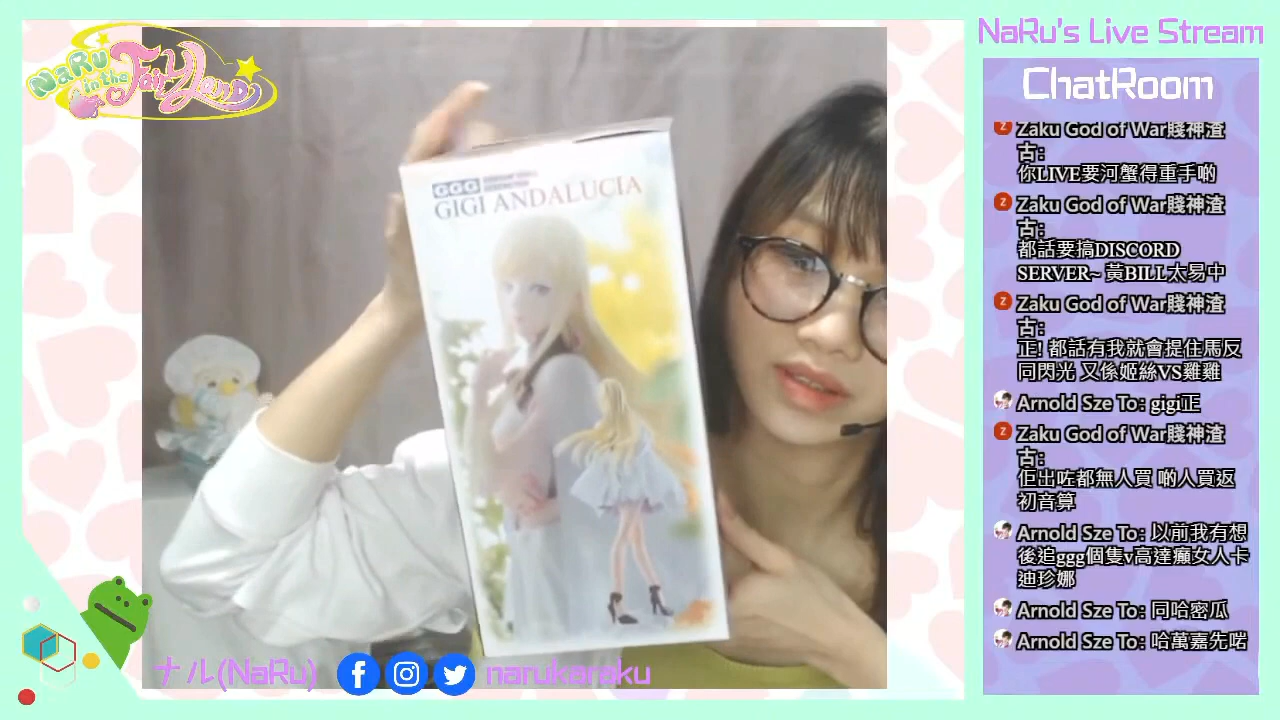 NaRu in the FairyLand
NaRu's Live Stream
ChatRoom
GGG
GIGI ANDALUCIA
Zaku God of War賤神渣
古:
你LIVE要河蟹得重手啲
Zaku God of War賤神渣
古:
都話要搞DISCORD
SERVER~ 黃BILL太易中
Zaku God of War賤神渣
古:
正! 都話有我就會提住馬反
同閃光 又係姬絲VS雞雞
Arnold Sze To: gigi正
Zaku God of War賤神渣
古:
佢出咗都無人買 啲人買返
初音算
Arnold Sze To: 以前我有想
後追ggg個隻v高達癲女人卡
迪珍娜
Arnold Sze To: 同哈密瓜
Arnold Sze To: 哈萬嘉先啱
ナル(NaRu)
narukaraku